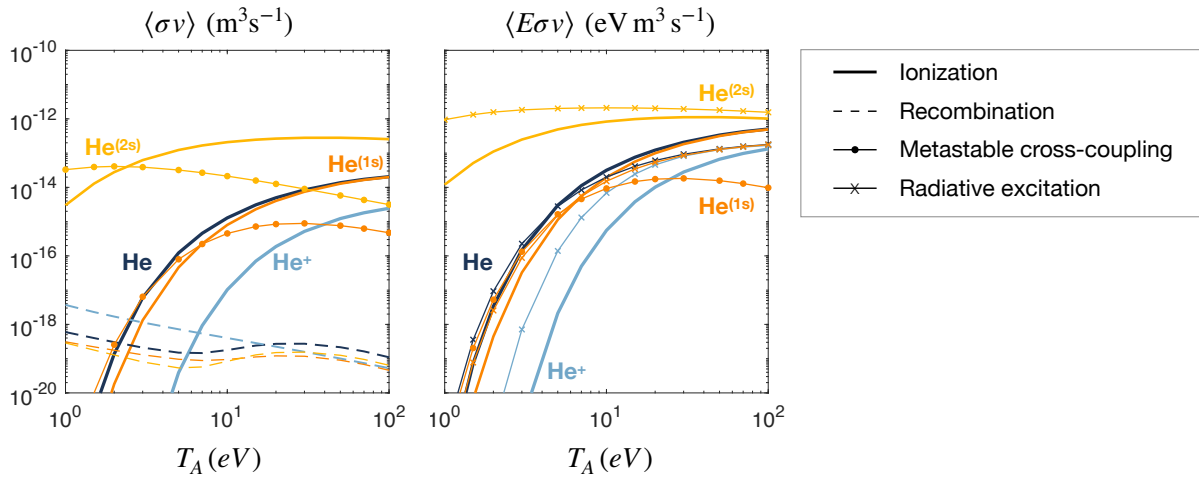 ⟨σv⟩ (m³s⁻¹)
10⁻¹⁰
10⁻¹²
10⁻¹⁴
10⁻¹⁶
10⁻¹⁸
10⁻²⁰
He⁽²ˢ⁾
He⁽¹ˢ⁾
He
He⁺
10⁰ 10¹ 10²
T_A (eV)
⟨Eσv⟩ (eV m³ s⁻¹)
He⁽²ˢ⁾
He⁽¹ˢ⁾
He
He⁺
10⁰ 10¹ 10²
T_A (eV)
Ionization
Recombination
Metastable cross-coupling
Radiative excitation